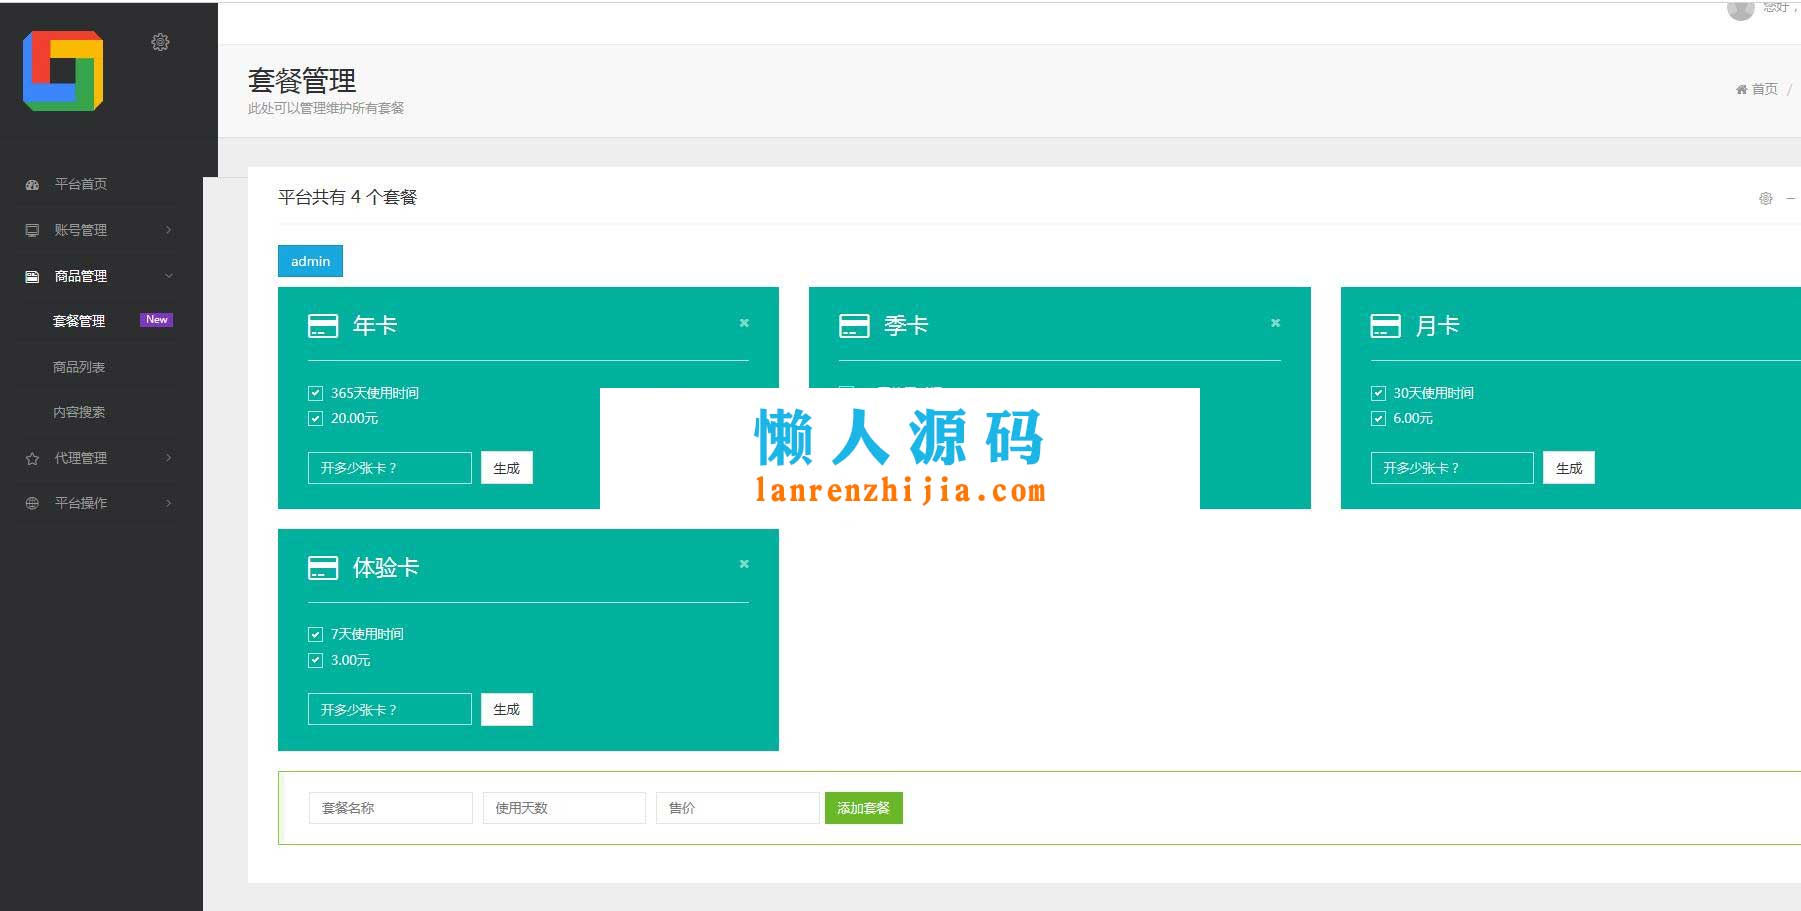 您好，
套餐管理
此处可以管理维护所有套餐
首页 /
平台首页
账号管理
商品管理
套餐管理 New
商品列表
内容搜索
代理管理
平台操作
平台共有 4 个套餐
admin
年卡
365天使用时间
20.00元
开多少张卡？ 生成
季卡
月卡
30天使用时间
6.00元
开多少张卡？ 生成
懒人源码
lanrenzhijia.com
体验卡
7天使用时间
3.00元
开多少张卡？ 生成
套餐名称 使用天数 售价 添加套餐